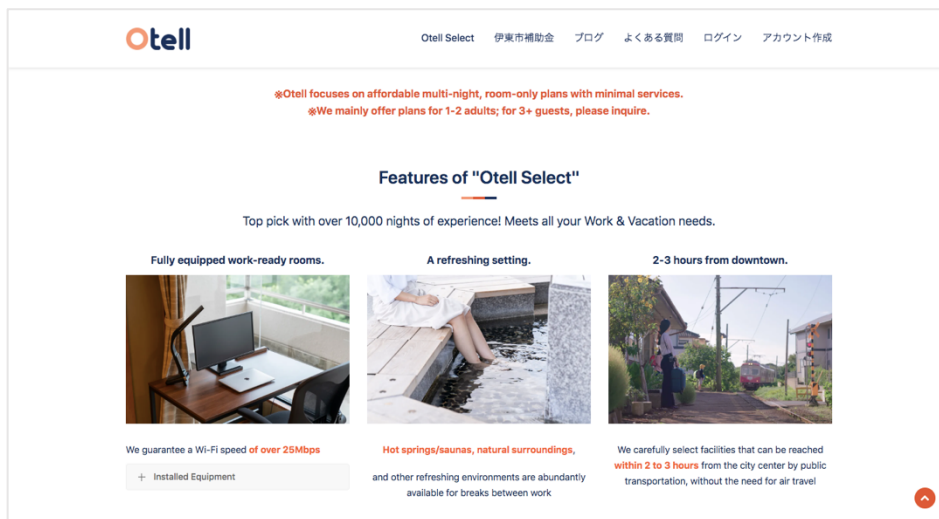 Otell
Otell Select 伊東市補助金 ブログ よくある質問 ログイン アカウント作成
※Otell focuses on affordable multi-night, room-only plans with minimal services.
※We mainly offer plans for 1-2 adults; for 3+ guests, please inquire.
Features of "Otell Select"
Top pick with over 10,000 nights of experience! Meets all your Work & Vacation needs.
Fully equipped work-ready rooms.
We guarantee a Wi-Fi speed of over 25Mbps
+ Installed Equipment
A refreshing setting.
Hot springs/saunas, natural surroundings,
and other refreshing environments are abundantly
available for breaks between work
2-3 hours from downtown.
We carefully select facilities that can be reached
within 2 to 3 hours from the city center by public
transportation, without the need for air travel